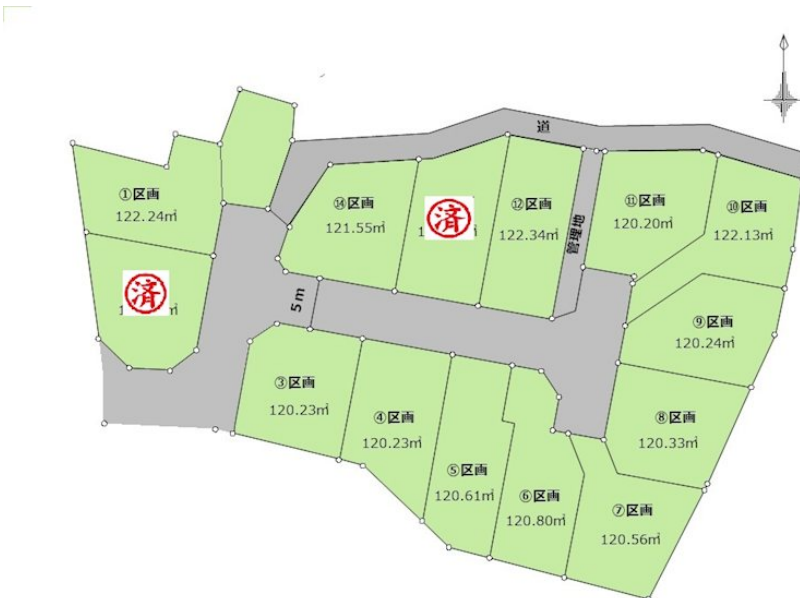 道
①区画
122.24㎡
⑭区画
121.55㎡
済
⑫区画
122.34㎡
管理地
⑪区画
120.20㎡
⑩区画
122.13㎡
済
5m
⑨区画
120.24㎡
③区画
120.23㎡
④区画
120.23㎡
⑧区画
120.33㎡
⑤区画
120.61㎡
⑥区画
120.80㎡
⑦区画
120.56㎡